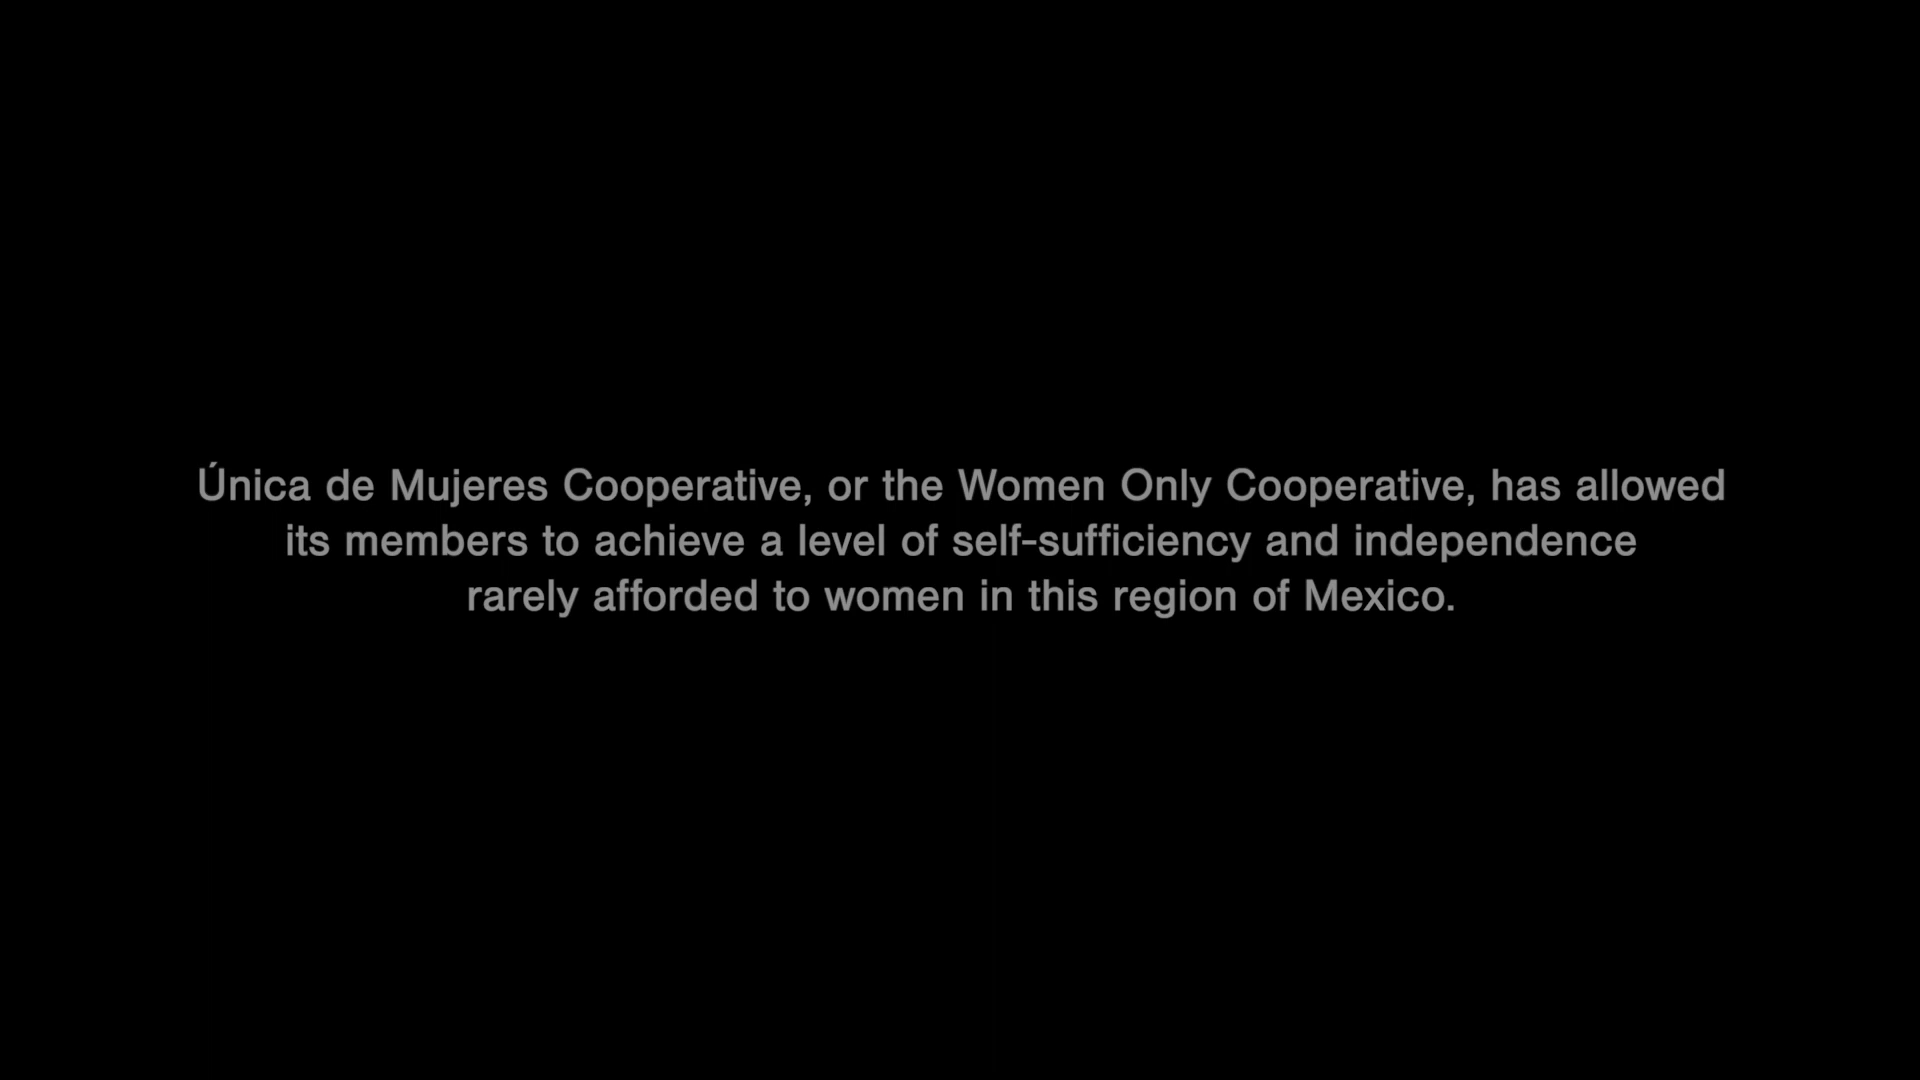 Única de Mujeres Cooperative, or the Women Only Cooperative, has allowed
its members to achieve a level of self-sufficiency and independence
rarely afforded to women in this region of Mexico.